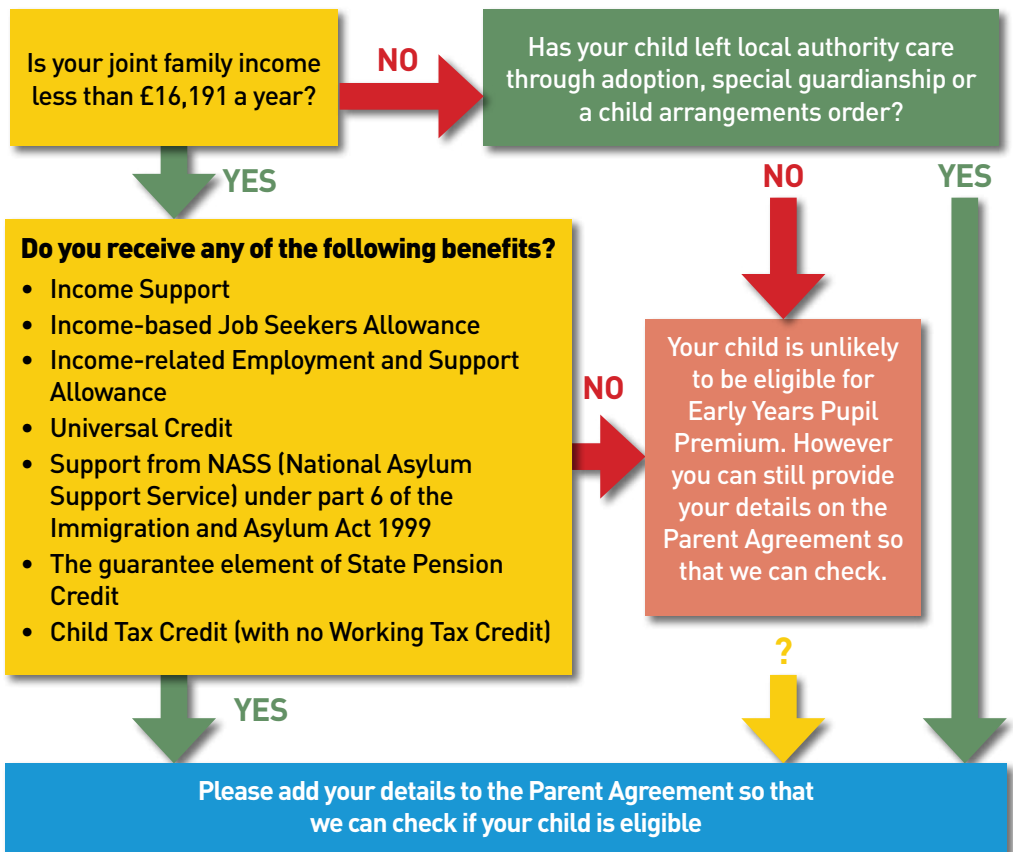 Is your joint family income
less than £16,191 a year?
NO
Has your child left local authority care
through adoption, special guardianship or
a child arrangements order?
YES
NO
YES
Do you receive any of the following benefits?
• Income Support
• Income-based Job Seekers Allowance
• Income-related Employment and Support
Allowance
• Universal Credit
• Support from NASS (National Asylum
Support Service) under part 6 of the
Immigration and Asylum Act 1999
• The guarantee element of State Pension
Credit
• Child Tax Credit (with no Working Tax Credit)
NO
Your child is unlikely
to be eligible for
Early Years Pupil
Premium. However
you can still provide
your details on the
Parent Agreement so
that we can check.
YES
?
Please add your details to the Parent Agreement so that
we can check if your child is eligible